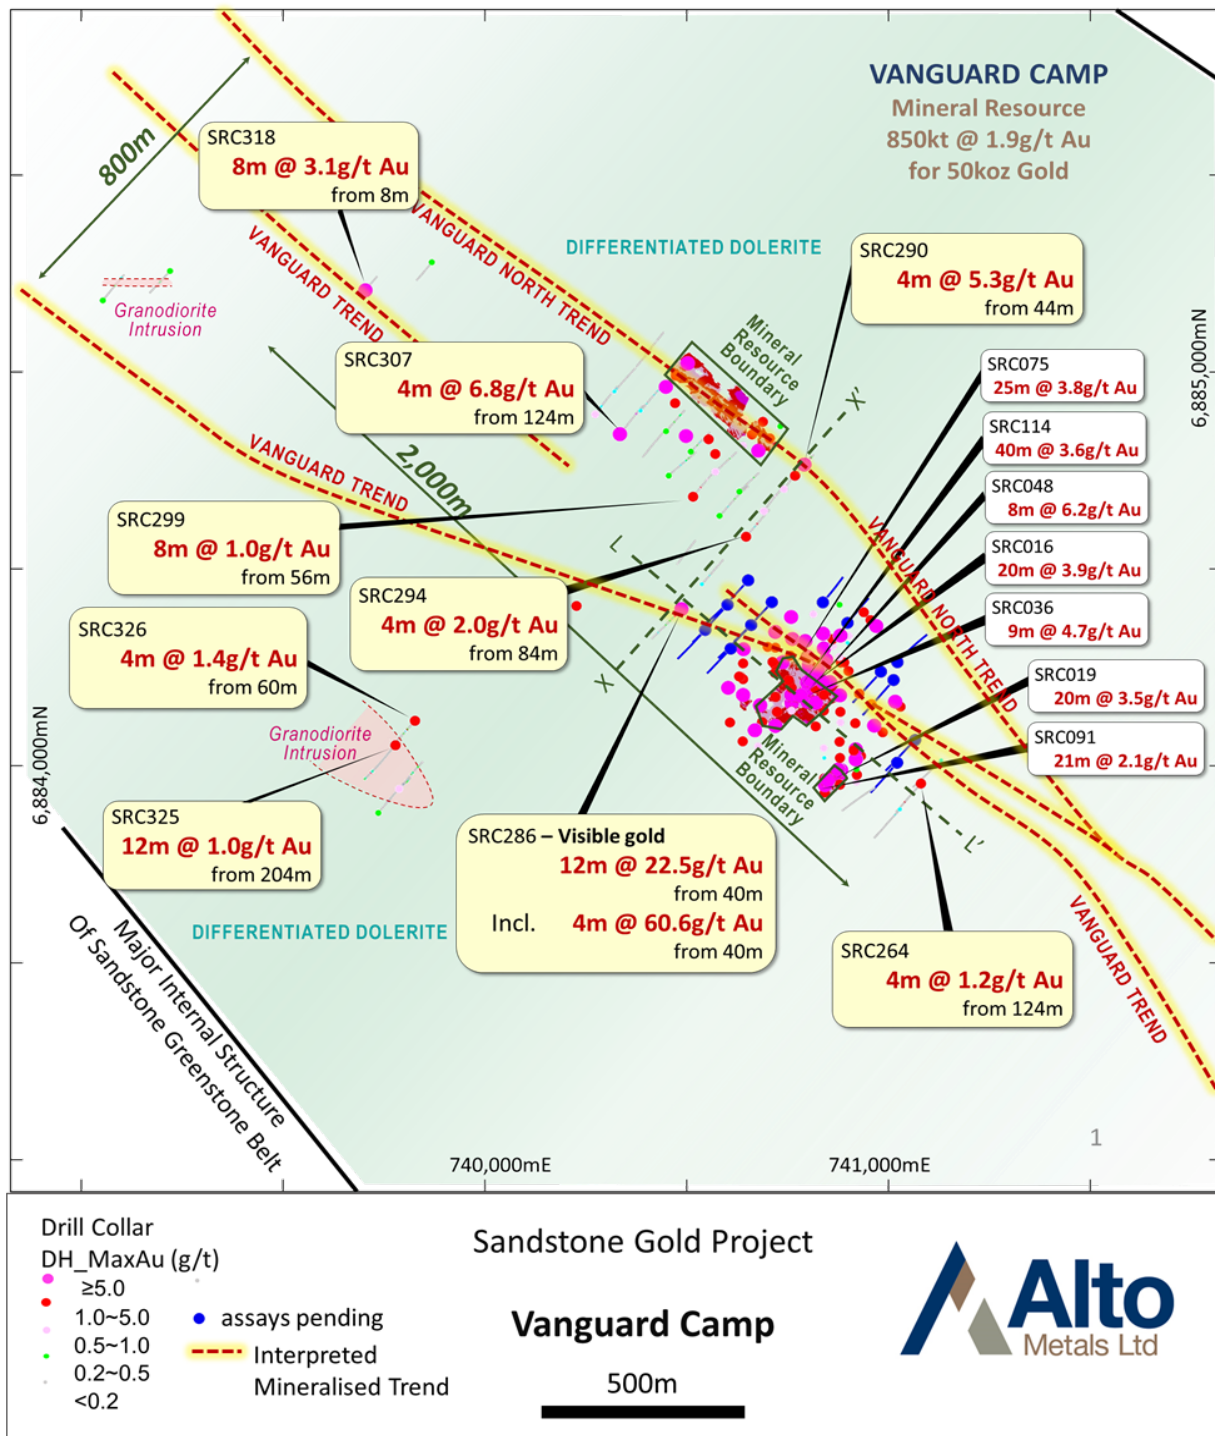 VANGUARD CAMP
Mineral Resource
850kt @ 1.9g/t Au
for 50koz Gold
800m
SRC318
8m @ 3.1g/t Au
from 8m
VANGUARD NORTH TREND
VANGUARD TREND
DIFFERENTIATED DOLERITE
SRC290
4m @ 5.3g/t Au
from 44m
Granodiorite
Intrusion
Mineral
Resource
Boundary
6,885,000mN
SRC307
4m @ 6.8g/t Au
from 124m
SRC075
25m @ 3.8g/t Au
X'
SRC114
40m @ 3.6g/t Au
2,000m
VANGUARD TREND
SRC048
8m @ 6.2g/t Au
SRC299
8m @ 1.0g/t Au
from 56m
VANGUARD NORTH TREND
SRC016
20m @ 3.9g/t Au
L
SRC294
4m @ 2.0g/t Au
from 84m
SRC036
9m @ 4.7g/t Au
SRC326
4m @ 1.4g/t Au
from 60m
X
SRC019
20m @ 3.5g/t Au
6,884,000mN
Granodiorite
Intrusion
Mineral
Resource
Boundary
SRC091
21m @ 2.1g/t Au
SRC325
12m @ 1.0g/t Au
from 204m
SRC286 – Visible gold
12m @ 22.5g/t Au
from 40m
Incl. 4m @ 60.6g/t Au
from 40m
L'
DIFFERENTIATED DOLERITE
SRC264
4m @ 1.2g/t Au
from 124m
VANGUARD TREND
Major Internal Structure
Of Sandstone Greenstone Belt
1
740,000mE
741,000mE
Drill Collar
DH_MaxAu (g/t)
≥5.0
1.0~5.0
0.5~1.0
0.2~0.5
<0.2
assays pending
Interpreted
Mineralised Trend
Sandstone Gold Project
Vanguard Camp
500m
Alto
Metals Ltd